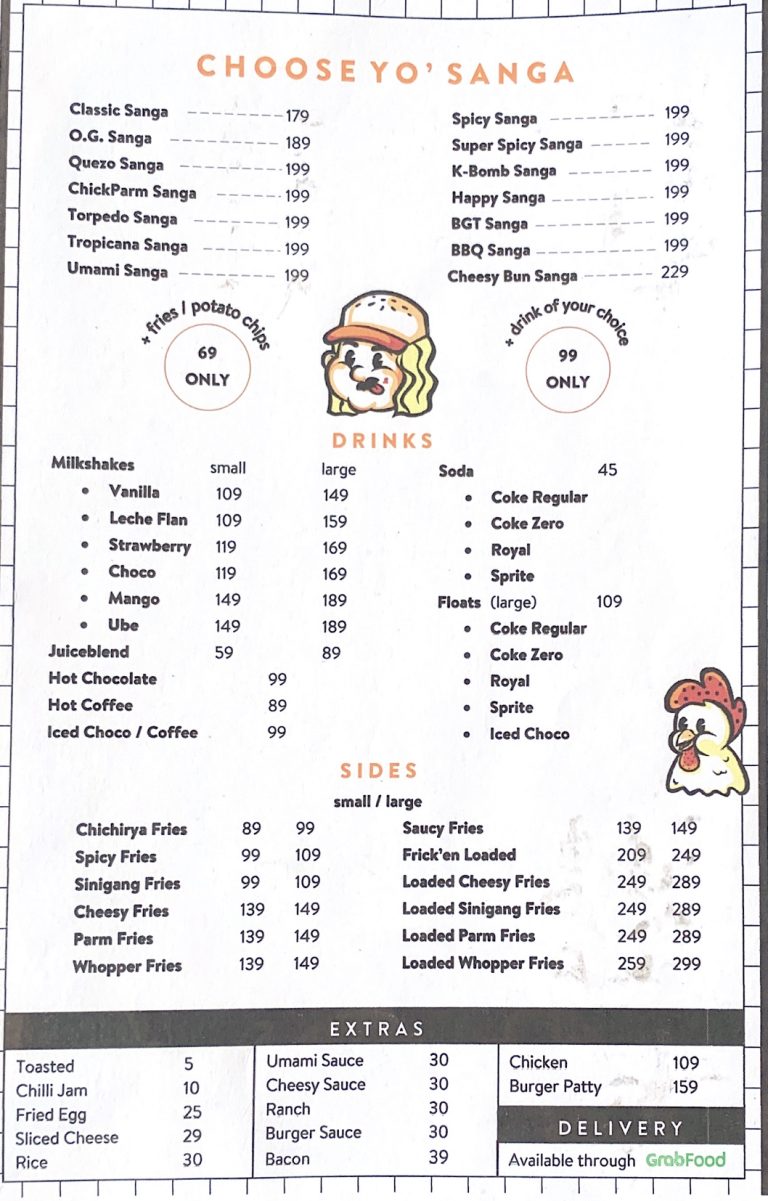 CHOOSE YO' SANGA
Classic Sanga 179
O.G. Sanga 189
Quezo Sanga 199
ChickParm Sanga 199
Torpedo Sanga 199
Tropicana Sanga 199
Umami Sanga 199
Spicy Sanga 199
Super Spicy Sanga 199
K-Bomb Sanga 199
Happy Sanga 199
BGT Sanga 199
BBQ Sanga 199
Cheesy Bun Sanga 229
+ fries / potato chips
69
ONLY
+ drink of your choice
99
ONLY
DRINKS
Milkshakes small large
• Vanilla 109 149
• Leche Flan 109 159
• Strawberry 119 169
• Choco 119 169
• Mango 149 189
• Ube 149 189
Juiceblend 59 89
Hot Chocolate 99
Hot Coffee 89
Iced Choco / Coffee 99
Soda 45
• Coke Regular
• Coke Zero
• Royal
• Sprite
Floats (large) 109
• Coke Regular
• Coke Zero
• Royal
• Sprite
• Iced Choco
SIDES
small / large
Chichirya Fries 89 99
Spicy Fries 99 109
Sinigang Fries 99 109
Cheesy Fries 139 149
Parm Fries 139 149
Whopper Fries 139 149
Saucy Fries 139 149
Frick'en Loaded 209 249
Loaded Cheesy Fries 249 289
Loaded Sinigang Fries 249 289
Loaded Parm Fries 249 289
Loaded Whopper Fries 259 299
EXTRAS
Toasted 5
Chilli Jam 10
Fried Egg 25
Sliced Cheese 29
Rice 30
Umami Sauce 30
Cheesy Sauce 30
Ranch 30
Burger Sauce 30
Bacon 39
Chicken 109
Burger Patty 159
DELIVERY
Available through GrabFood